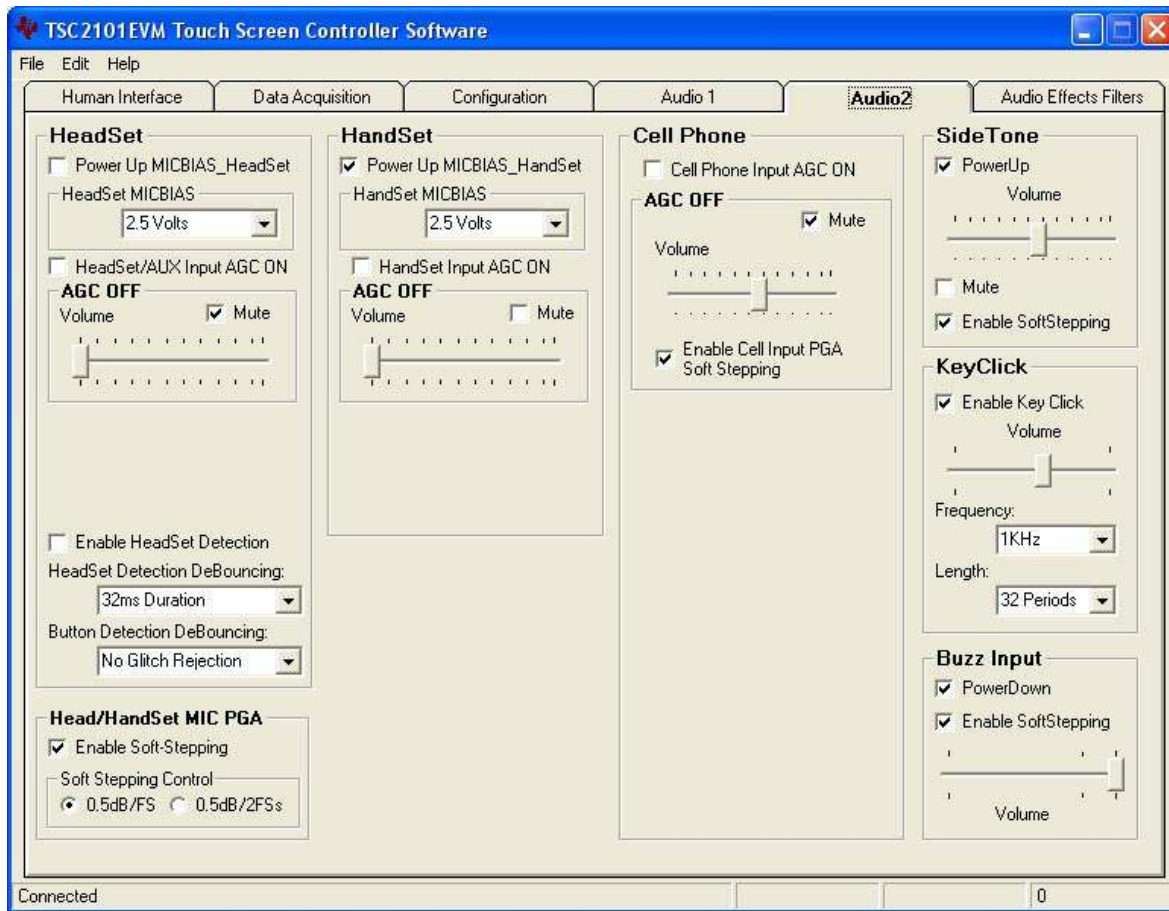 TSC2101EVM Touch Screen Controller Software
File Edit Help
Human Interface Data Acquisition Configuration Audio 1 Audio2 Audio Effects Filters
HeadSet
Power Up MICBIAS_HeadSet
HeadSet MICBIAS
2.5 Volts
HeadSet/AUX Input AGC ON
AGC OFF
Volume Mute
Enable HeadSet Detection
HeadSet Detection DeBouncing:
32ms Duration
Button Detection DeBouncing:
No Glitch Rejection
Head/HandSet MIC PGA
Enable Soft-Stepping
Soft Stepping Control
0.5dB/FS 0.5dB/2FSs
HandSet
Power Up MICBIAS_HandSet
HandSet MICBIAS
2.5 Volts
HandSet Input AGC ON
AGC OFF
Volume Mute
Cell Phone
Cell Phone Input AGC ON
AGC OFF
Mute
Volume
Enable Cell Input PGA
Soft Stepping
SideTone
PowerUp
Volume
Mute
Enable SoftStepping
KeyClick
Enable Key Click
Volume
Frequency:
1KHz
Length:
32 Periods
Buzz Input
PowerDown
Enable SoftStepping
Volume
Connected 0